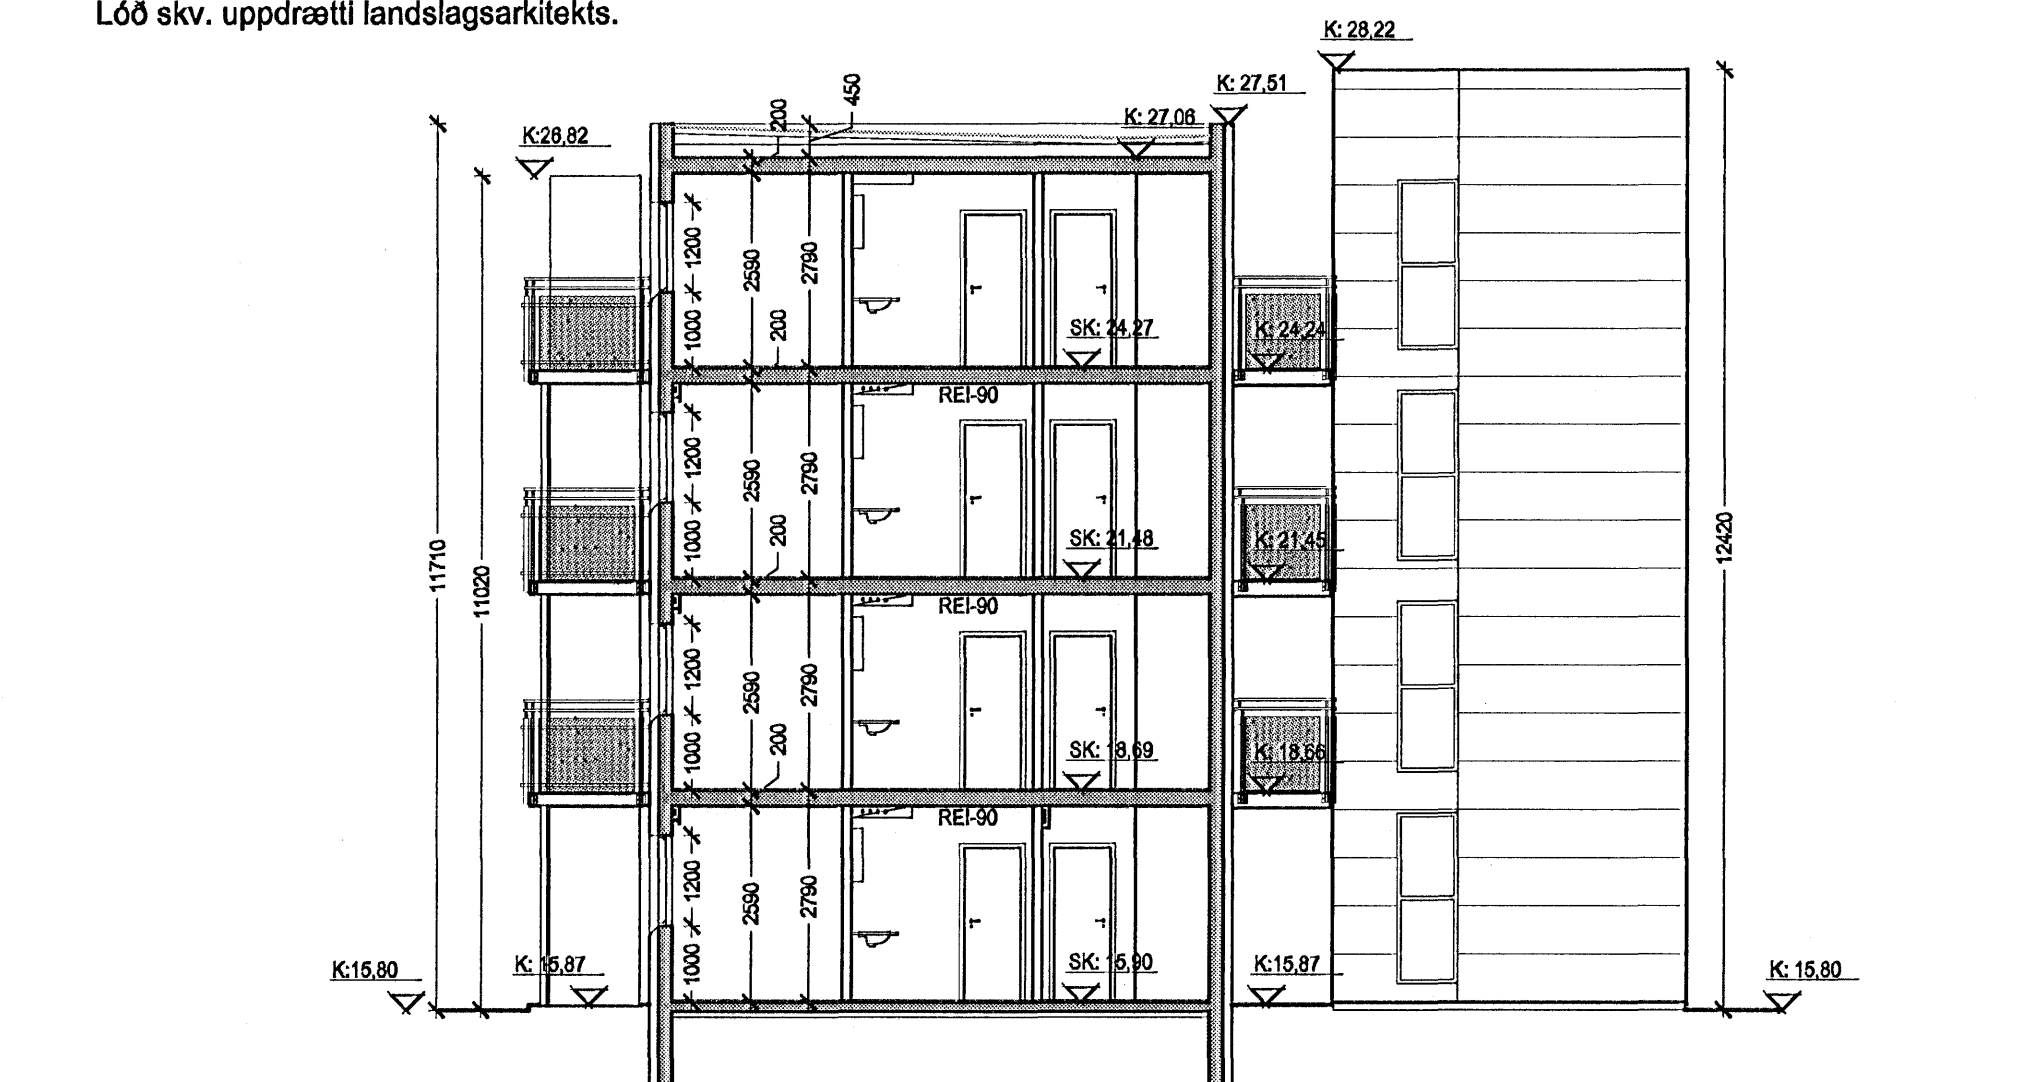 Lóð skv. uppdrætti landslagsarkitekts.
K: 28,22
K: 27,51
450
200
K: 27,06
K:26,82
1200
2590
2790
1000
200
SK: 24,27
K: 24,24
REI-90
1200
2590
2790
1000
200
SK: 21,48
K: 21,45
11710
11020
12420
REI-90
1200
2590
2790
1000
200
SK: 18,69
K: 18,66
REI-90
1200
2590
2790
1000
K:15,80
K: 15,87
SK: 15,90
K:15,87
K: 15,80